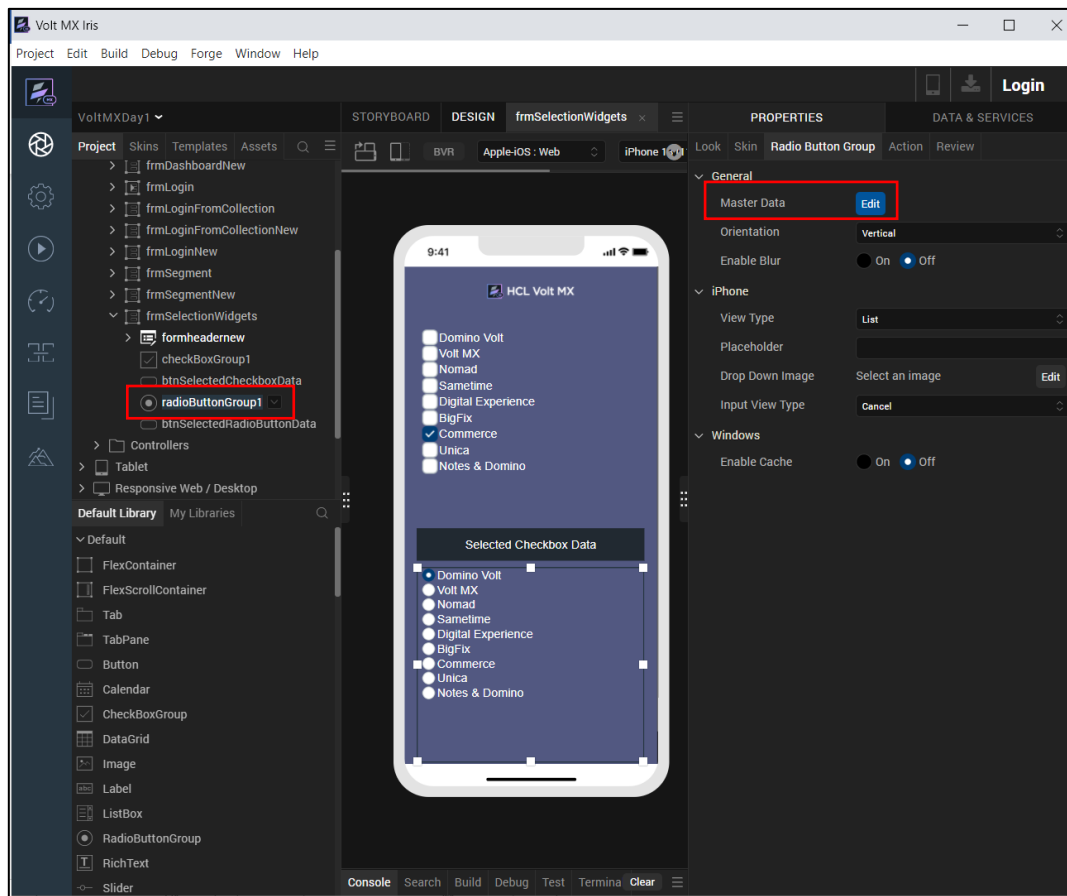 Volt MX Iris
Project Edit Build Debug Forge Window Help
Login
VoltMXDay1
STORYBOARD DESIGN frmSelectionWidgets ×
PROPERTIES DATA & SERVICES
Project Skins Templates Assets
BVR Apple-iOS : Web
Look Skin Radio Button Group Action Review
frmDashboardNew
frmLogin
frmLoginFromCollection
frmLoginFromCollectionNew
frmLoginNew
frmSegment
frmSegmentNew
frmSelectionWidgets
formheadernew
checkBoxGroup1
btnSelectedCheckboxData
radioButtonGroup1
btnSelectedRadioButtonData
Controllers
Tablet
Responsive Web / Desktop
Default Library My Libraries
Default
FlexContainer
FlexScrollContainer
Tab
TabPane
Button
Calendar
CheckBoxGroup
DataGrid
Image
abc Label
ListBox
RadioButtonGroup
RichText
Slider
9:41
HCL Volt MX
Domino Volt
Volt MX
Nomad
Sametime
Digital Experience
BigFix
Commerce
Unica
Notes & Domino
Selected Checkbox Data
Domino Volt
Volt MX
Nomad
Sametime
Digital Experience
BigFix
Commerce
Unica
Notes & Domino
Console Search Build Debug Test Termina Clear
General
Master Data Edit
Orientation Vertical
Enable Blur On Off
iPhone
View Type List
Placeholder
Drop Down Image Select an image Edit
Input View Type Cancel
Windows
Enable Cache On Off